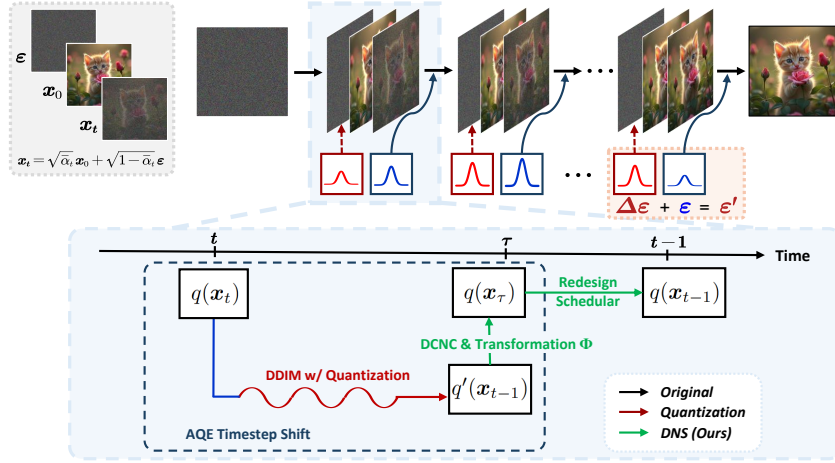 ε
x₀
xₜ
xₜ = √ᾱₜ x₀ + √1−ᾱₜ ε
...
...
Δε + ε = ε′
t
τ
t−1
Time
q(xₜ)
q(x_τ)
Redesign
Schedular
q(xₜ₋₁)
DCNC & Transformation Φ
DDIM w/ Quantization
q′(xₜ₋₁)
AQE Timestep Shift
Original
Quantization
DNS (Ours)